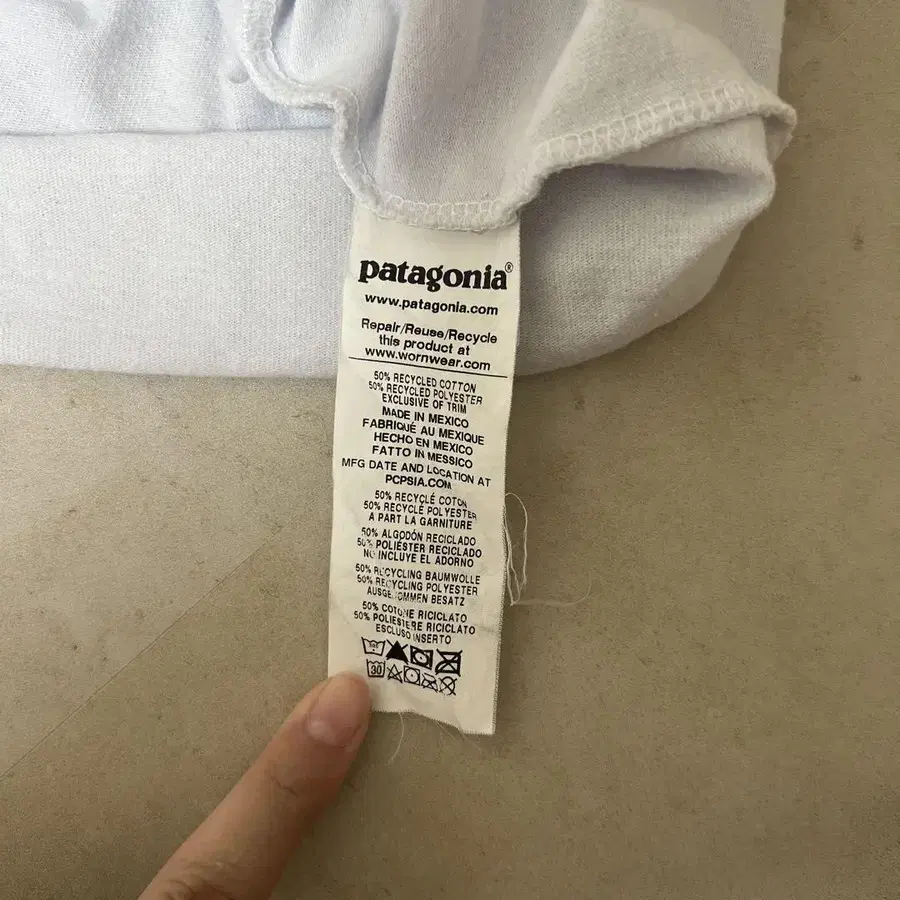 patagonia®
www.patagonia.com
Repair/Reuse/Recycle
this product at
www.wornwear.com
50% RECYCLED COTTON
50% RECYCLED POLYESTER
EXCLUSIVE OF TRIM
MADE IN MEXICO
FABRIQUÉ AU MEXIQUE
HECHO EN MEXICO
FATTO IN MESSICO
MFG DATE AND LOCATION AT
PCPSIA.COM
50% RECYCLÉ COTON
50% RECYCLÉ POLYESTER
A PART LA GARNITURE
50% ALGODÓN RECICLADO
50% POLIÉSTER RECICLADO
NO INCLUYE EL ADORNO
50% RECYCLING BAUMWOLLE
50% RECYCLING POLYESTER
AUSGENOMMEN BESATZ
50% COTONE RICICLATO
50% POLIESTERE RICICLATO
ESCLUSO INSERTO
30